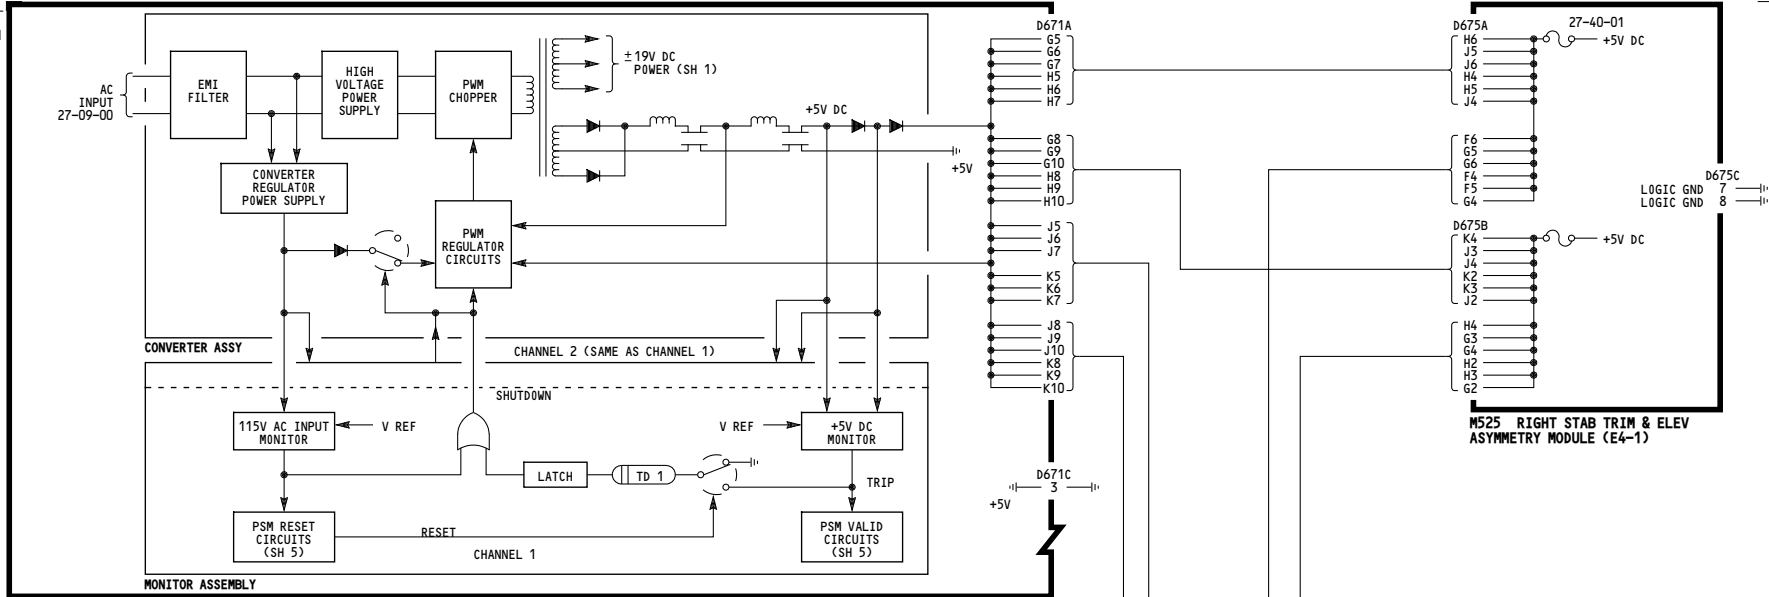 AC
INPUT
27-09-00
EMI
FILTER
HIGH
VOLTAGE
POWER
SUPPLY
PWM
CHOPPER
±19V DC
POWER (SH 1)
+5V DC
+5V
CONVERTER
REGULATOR
POWER SUPPLY
PWM
REGULATOR
CIRCUITS
CONVERTER ASSY
CHANNEL 2 (SAME AS CHANNEL 1)
SHUTDOWN
115V AC INPUT
MONITOR
V REF
V REF
+5V DC
MONITOR
LATCH
TD 1
TRIP
PSM RESET
CIRCUITS
(SH 5)
RESET
CHANNEL 1
PSM VALID
CIRCUITS
(SH 5)
MONITOR ASSEMBLY
D671A
G5
G6
G7
H5
H6
H7
G8
G9
G10
H8
H9
H10
J5
J6
J7
K5
K6
K7
J8
J9
J10
K8
K9
K10
D671C
3
+5V
D675A
H6
J5
J6
H4
H5
J4
F6
G5
G6
F4
F5
G4
D675B
K4
J3
J4
K2
K3
J2
H4
G3
G4
H2
H3
G2
27-40-01
+5V DC
+5V DC
D675C
LOGIC GND 7
LOGIC GND 8
M525 RIGHT STAB TRIM & ELEV
ASYMMETRY MODULE (E4-1)